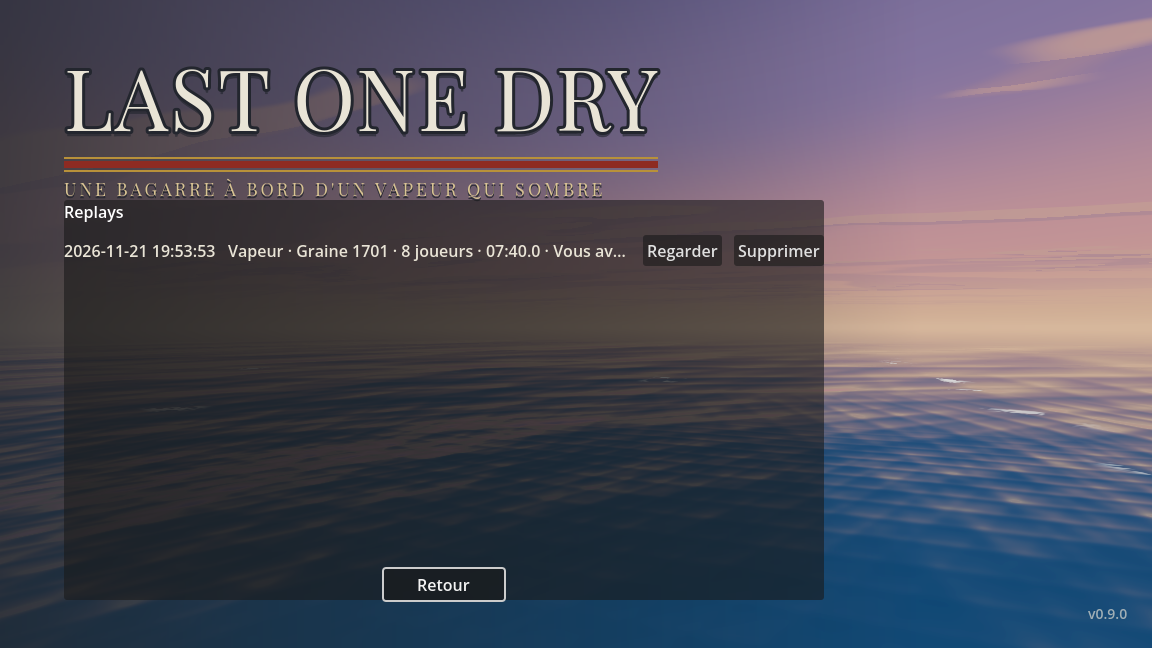 LAST ONE DRY
UNE BAGARRE À BORD D'UN VAPEUR QUI SOMBRE
Replays
2026-11-21 19:53:53 Vapeur · Graine 1701 · 8 joueurs · 07:40.0 · Vous av... Regarder Supprimer
Retour
v0.9.0